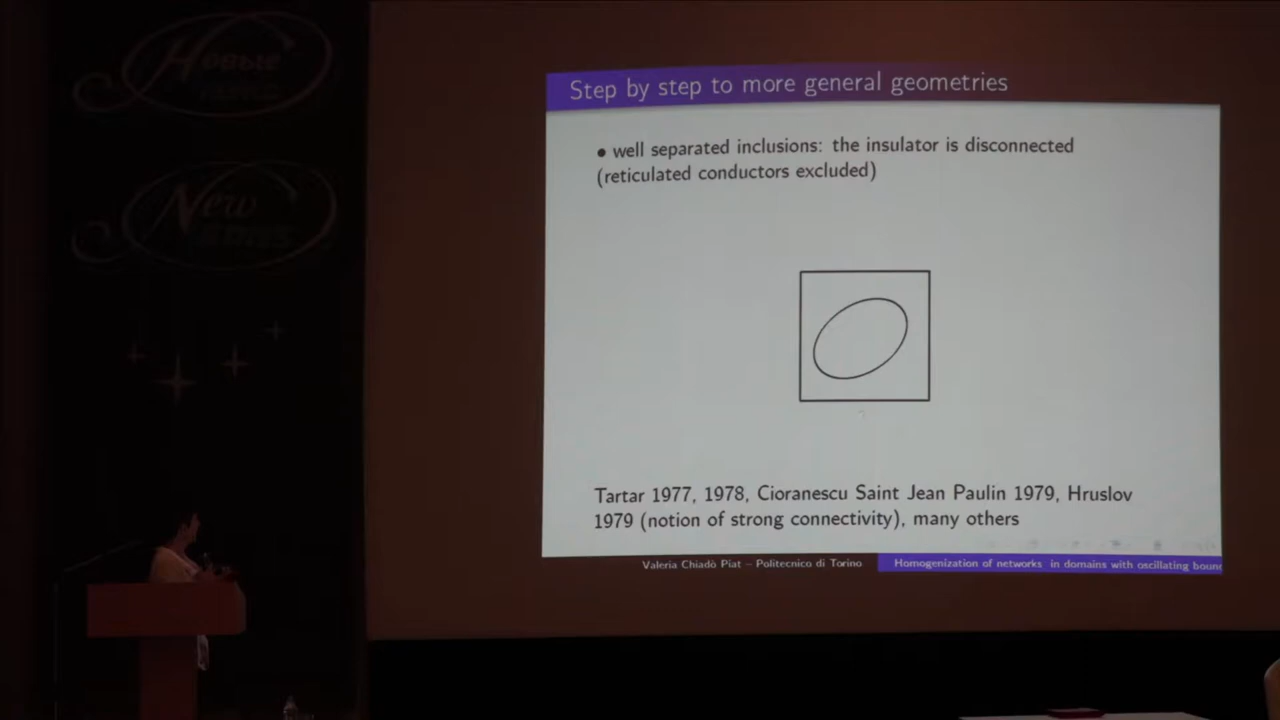 Новые
New
Step by step to more general geometries
• well separated inclusions: the insulator is disconnected
(reticulated conductors excluded)
Tartar 1977, 1978, Cioranescu Saint Jean Paulin 1979, Hruslov
1979 (notion of strong connectivity), many others
Valeria Chiadò Piat – Politecnico di Torino
Homogenization of networks in domains with oscillating